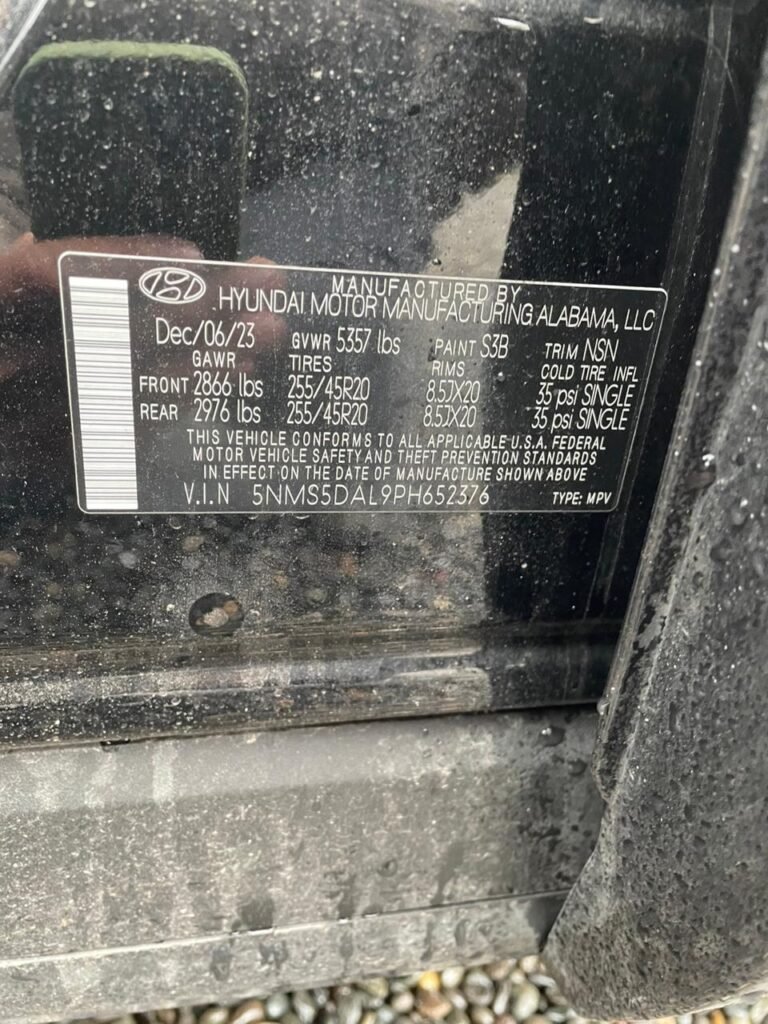 MANUFACTURED BY
HYUNDAI MOTOR MANUFACTURING ALABAMA, LLC
Dec/06/23 GVWR 5357 lbs PAINT S3B TRIM NSN
GAWR TIRES RIMS COLD TIRE INFL
FRONT 2866 lbs 255/45R20 8.5JX20 35 psi SINGLE
REAR 2976 lbs 255/45R20 8.5JX20 35 psi SINGLE
THIS VEHICLE CONFORMS TO ALL APPLICABLE U.S.A. FEDERAL
MOTOR VEHICLE SAFETY AND THEFT PREVENTION STANDARDS
IN EFFECT ON THE DATE OF MANUFACTURE SHOWN ABOVE
V.I.N 5NMS5DAL9PH652376 TYPE: MPV